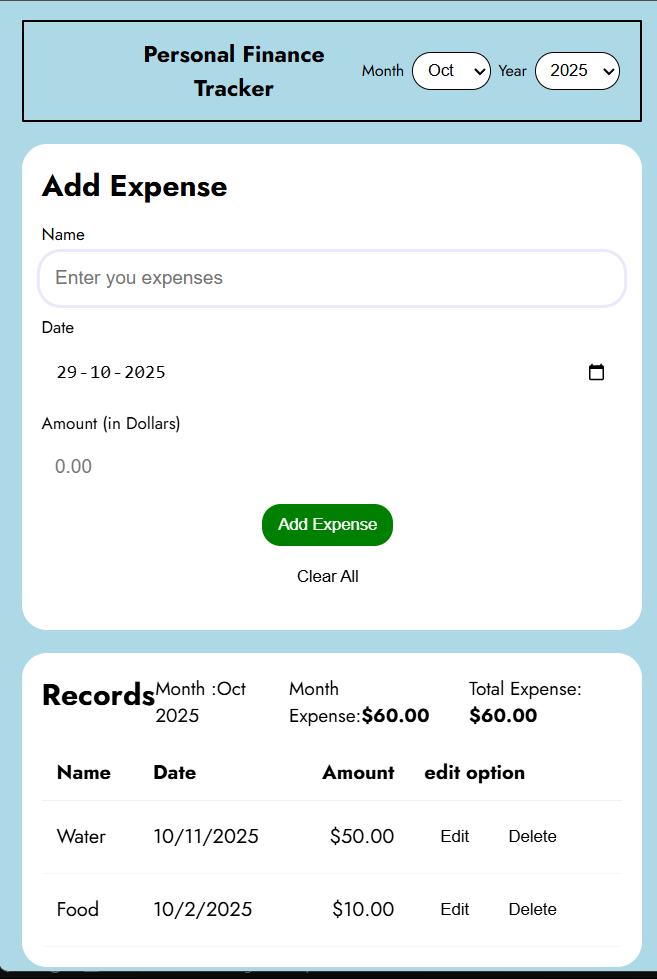 Personal Finance
Tracker
Month Oct Year 2025
Add Expense
Name
Enter you expenses
Date
29-10-2025
Amount (in Dollars)
0.00
Add Expense
Clear All
Records
Month :Oct
2025
Month
Expense:$60.00
Total Expense:
$60.00
Name Date Amount edit option
Water 10/11/2025 $50.00 Edit Delete
Food 10/2/2025 $10.00 Edit Delete